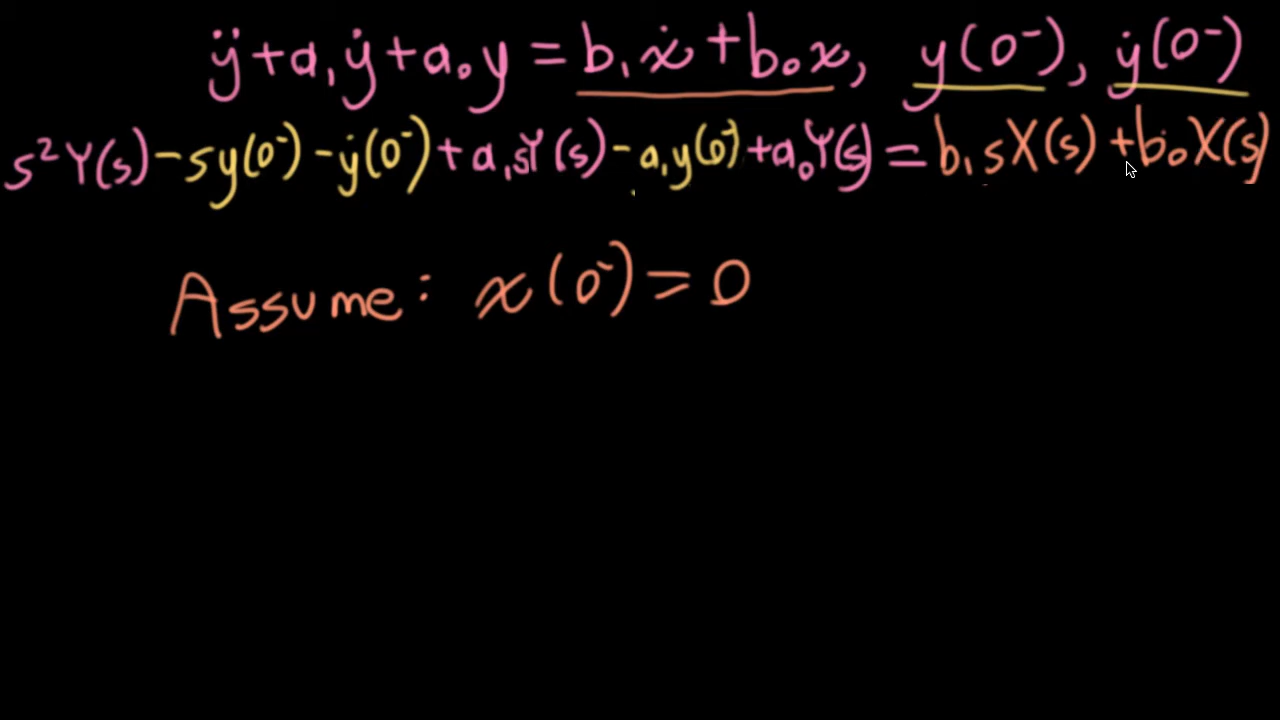 ÿ + a₁ẏ + a₀y = b₁ẋ + b₀x, y(0⁻), ẏ(0⁻)
s²Y(s) - sy(0⁻) - ẏ(0⁻) + a₁sY(s) - a₁y(0⁻) + a₀Y(s) = b₁sX(s) + b₀X(s)
Assume: x(0⁻) = 0